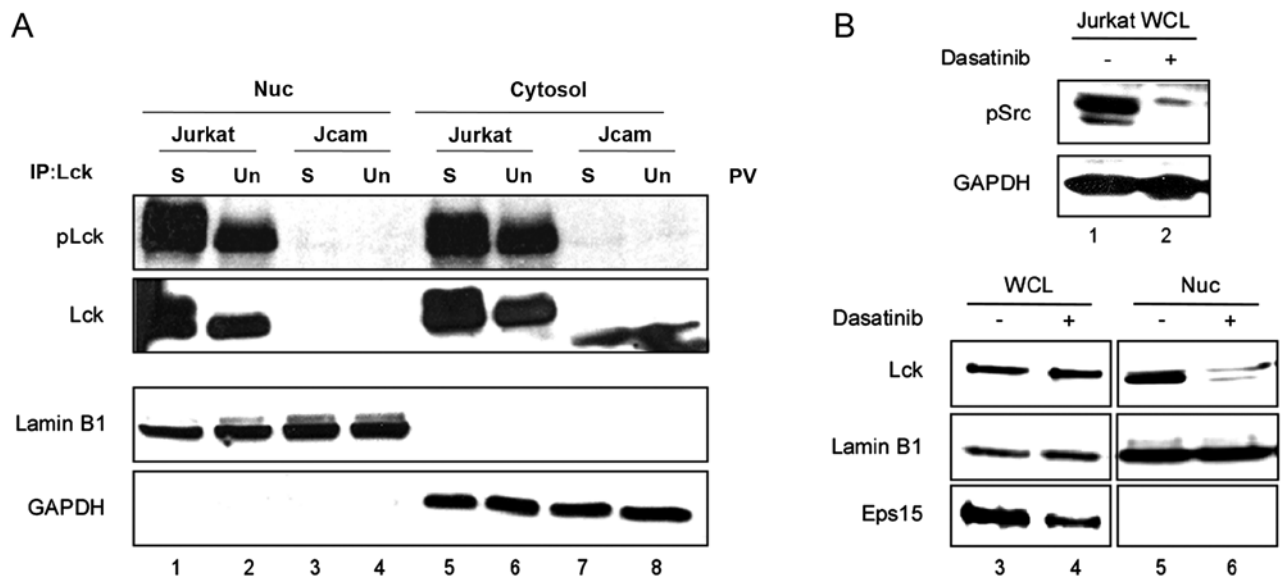 A
Nuc Cytosol
Jurkat Jcam Jurkat Jcam
IP:Lck S Un S Un S Un S Un PV
pLck
Lck
Lamin B1
GAPDH
1 2 3 4 5 6 7 8
B
Jurkat WCL
Dasatinib - +
pSrc
GAPDH
1 2
WCL Nuc
Dasatinib - + - +
Lck
Lamin B1
Eps15
3 4 5 6